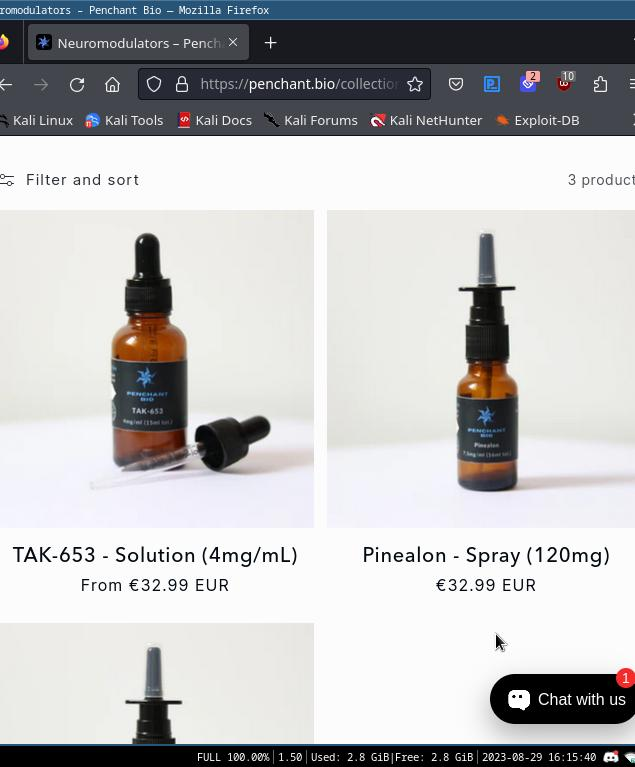 romodulators – Penchant Bio — Mozilla Firefox
Neuromodulators – Pench
https://penchant.bio/collection
2
10
Kali Linux
Kali Tools
Kali Docs
Kali Forums
Kali NetHunter
Exploit-DB
Filter and sort
3 product
PENCHANT
BIO
TAK-653
4mg/ml (15ml tot.)
PENCHANT
BIO
Pinealon
7.5mg/ml (16ml tot.)
TAK-653 - Solution (4mg/mL)
From €32.99 EUR
Pinealon - Spray (120mg)
€32.99 EUR
1
Chat with us
FULL 100.00% 1.50 Used: 2.8 GiB|Free: 2.8 GiB 2023-08-29 16:15:40